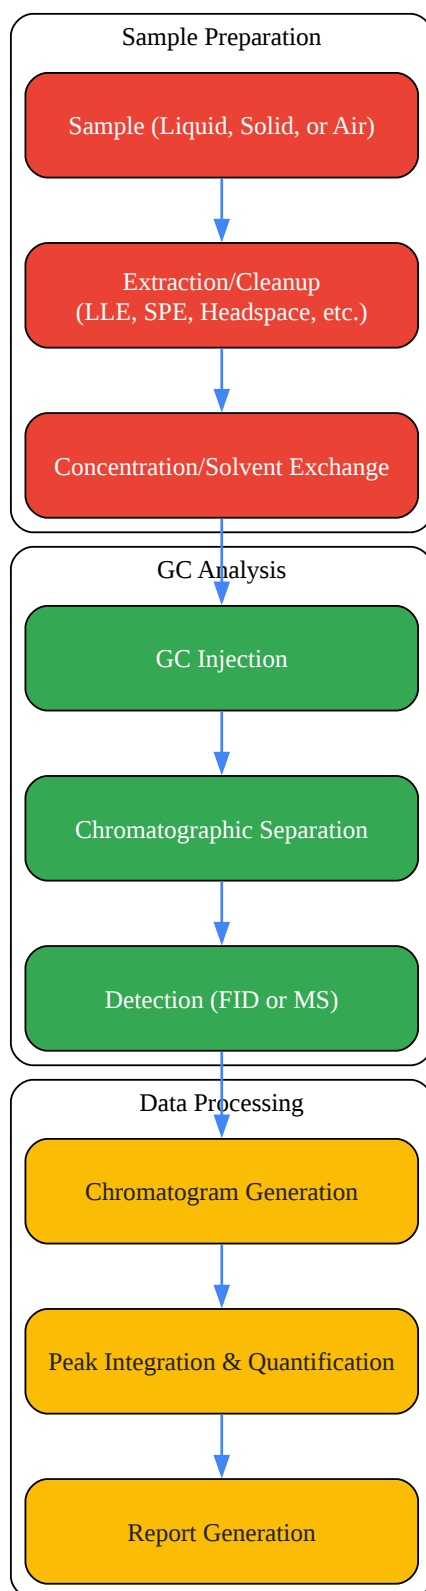 Sample Preparation
Sample (Liquid, Solid, or Air)
Extraction/Cleanup
(LLE, SPE, Headspace, etc.)
Concentration/Solvent Exchange
GC Analysis
GC Injection
Chromatographic Separation
Detection (FID or MS)
Data Processing
Chromatogram Generation
Peak Integration & Quantification
Report Generation